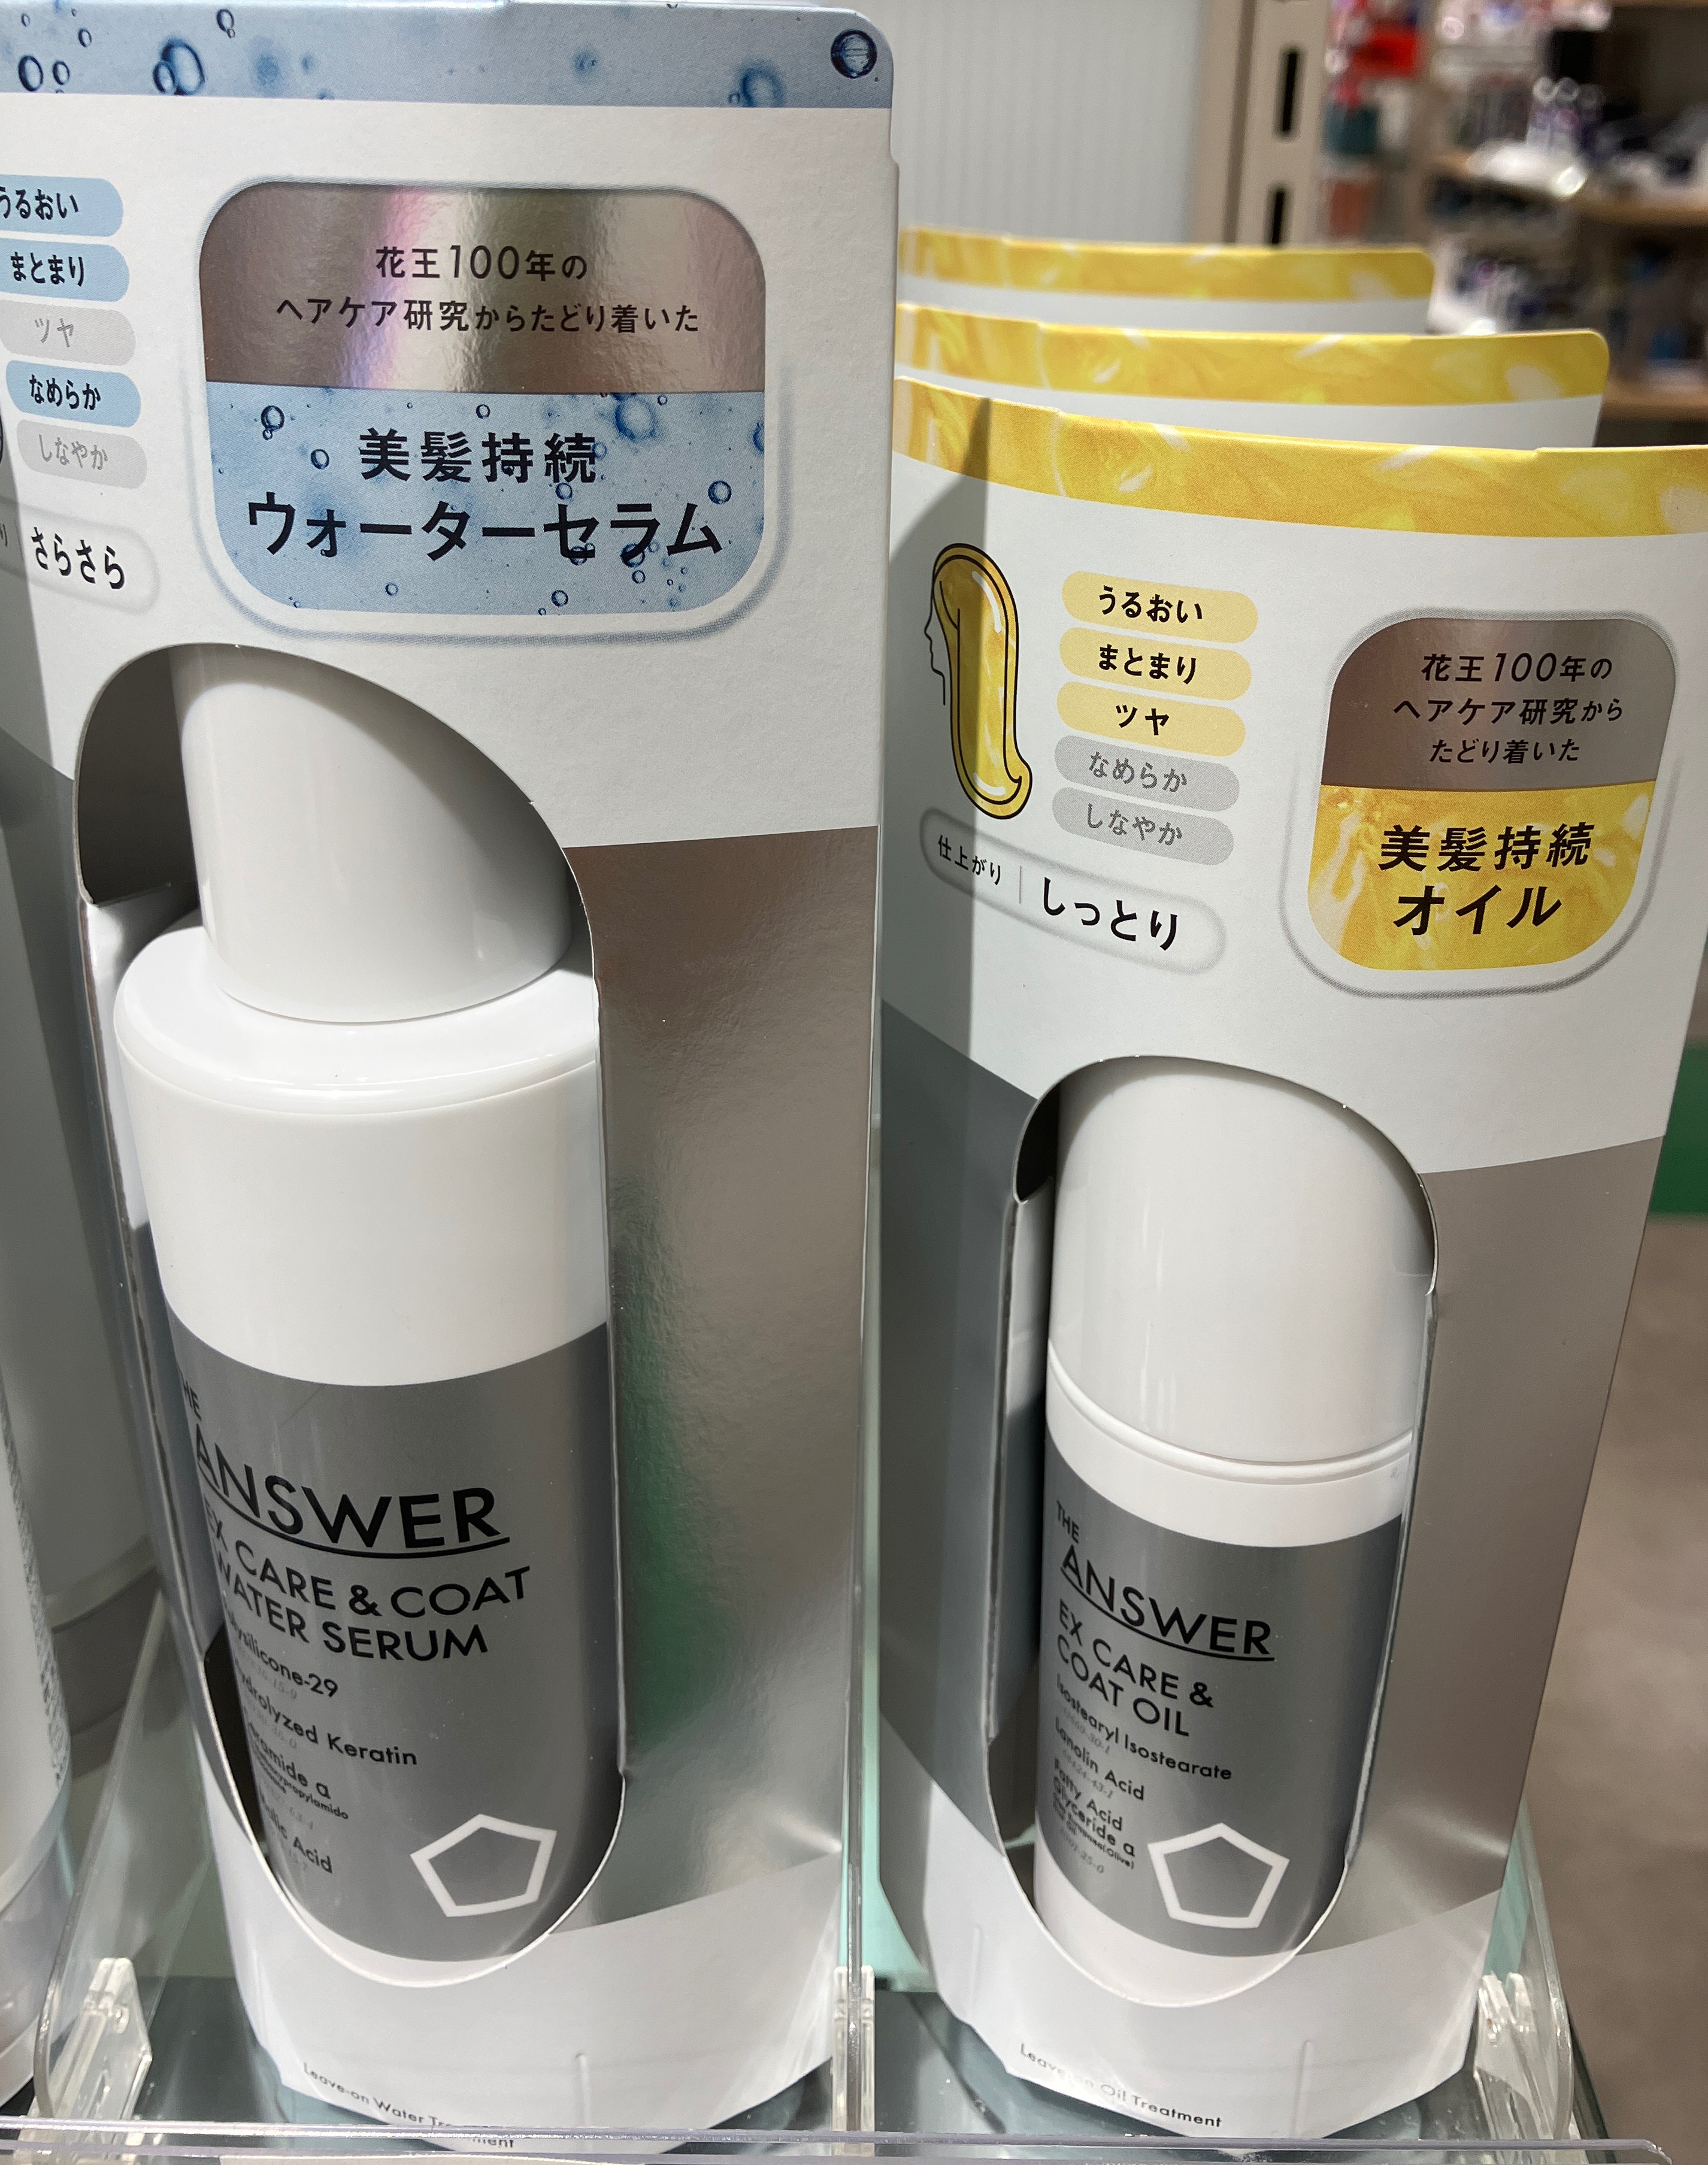 うるおい
まとまり
ツヤ
なめらか
しなやか
さらさら
花王100年の
ヘアケア研究からたどり着いた
美髪持続
ウォーターセラム
ANSWER
EX CARE & COAT
WATER SERUM
Keratin
Acid
Leave-on Water
うるおい
まとまり
ツヤ
なめらか
しなやか
仕上がり
しっとり
花王100年の
ヘアケア研究から
たどり着いた
美髪持続
オイル
THE
ANSWER
EX CARE &
COAT OIL
Isostearyl Isostearate
Lanolin Acid
Fatty Acid
Glyceride a
Leave-on Oil Treatment